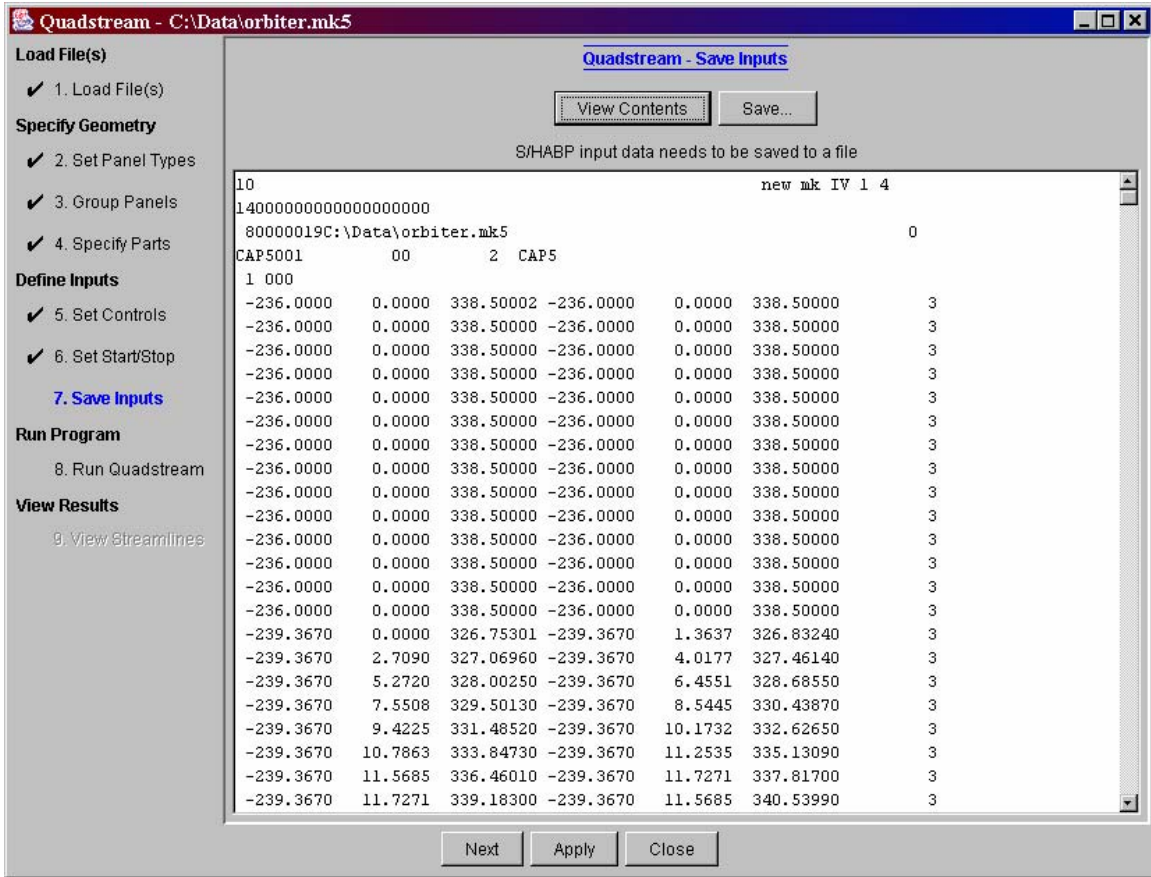 Quadstream - C:\Data\orbiter.mk5
Load File(s)
✔ 1. Load File(s)
Specify Geometry
✔ 2. Set Panel Types
✔ 3. Group Panels
✔ 4. Specify Parts
Define Inputs
✔ 5. Set Controls
✔ 6. Set Start/Stop
7. Save Inputs
Run Program
8. Run Quadstream
View Results
9. View Streamlines
Quadstream - Save Inputs
View Contents Save...
S/HABP input data needs to be saved to a file
10 new mk IV 1 4
14000000000000000000
80000019C:\Data\orbiter.mk5 0
CAP5001 00 2 CAP5
1 000
-236.0000 0.0000 338.50002 -236.0000 0.0000 338.50000 3
-236.0000 0.0000 338.50000 -236.0000 0.0000 338.50000 3
-236.0000 0.0000 338.50000 -236.0000 0.0000 338.50000 3
-236.0000 0.0000 338.50000 -236.0000 0.0000 338.50000 3
-236.0000 0.0000 338.50000 -236.0000 0.0000 338.50000 3
-236.0000 0.0000 338.50000 -236.0000 0.0000 338.50000 3
-236.0000 0.0000 338.50000 -236.0000 0.0000 338.50000 3
-236.0000 0.0000 338.50000 -236.0000 0.0000 338.50000 3
-236.0000 0.0000 338.50000 -236.0000 0.0000 338.50000 3
-236.0000 0.0000 338.50000 -236.0000 0.0000 338.50000 3
-236.0000 0.0000 338.50000 -236.0000 0.0000 338.50000 3
-236.0000 0.0000 338.50000 -236.0000 0.0000 338.50000 3
-236.0000 0.0000 338.50000 -236.0000 0.0000 338.50000 3
-236.0000 0.0000 338.50000 -236.0000 0.0000 338.50000 3
-239.3670 0.0000 326.75301 -239.3670 1.3637 326.83240 3
-239.3670 2.7090 327.06960 -239.3670 4.0177 327.46140 3
-239.3670 5.2720 328.00250 -239.3670 6.4551 328.68550 3
-239.3670 7.5508 329.50130 -239.3670 8.5445 330.43870 3
-239.3670 9.4225 331.48520 -239.3670 10.1732 332.62650 3
-239.3670 10.7863 333.84730 -239.3670 11.2535 335.13090 3
-239.3670 11.5685 336.46010 -239.3670 11.7271 337.81700 3
-239.3670 11.7271 339.18300 -239.3670 11.5685 340.53990 3
Next Apply Close